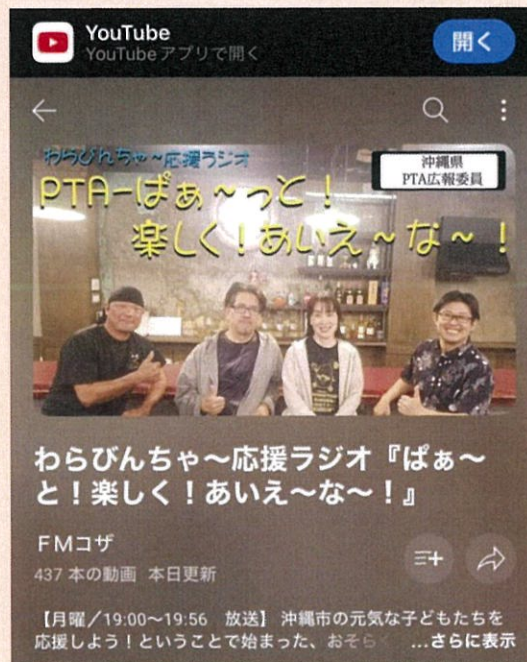 YouTube
YouTubeアプリで開く
開く
わらびんちゃ～応援ラジオ
沖縄県
PTA広報委員
PTA-ぱぁ～っと！
楽しく！あいえ～な～！
わらびんちゃ～応援ラジオ『ぱぁ～
と！楽しく！あいえ～な～！』
FMコザ
437 本の動画 本日更新
【月曜／19:00～19:56 放送】 沖縄市の元気な子どもたちを
応援しよう！ということで始まった、おそらく ...さらに表示